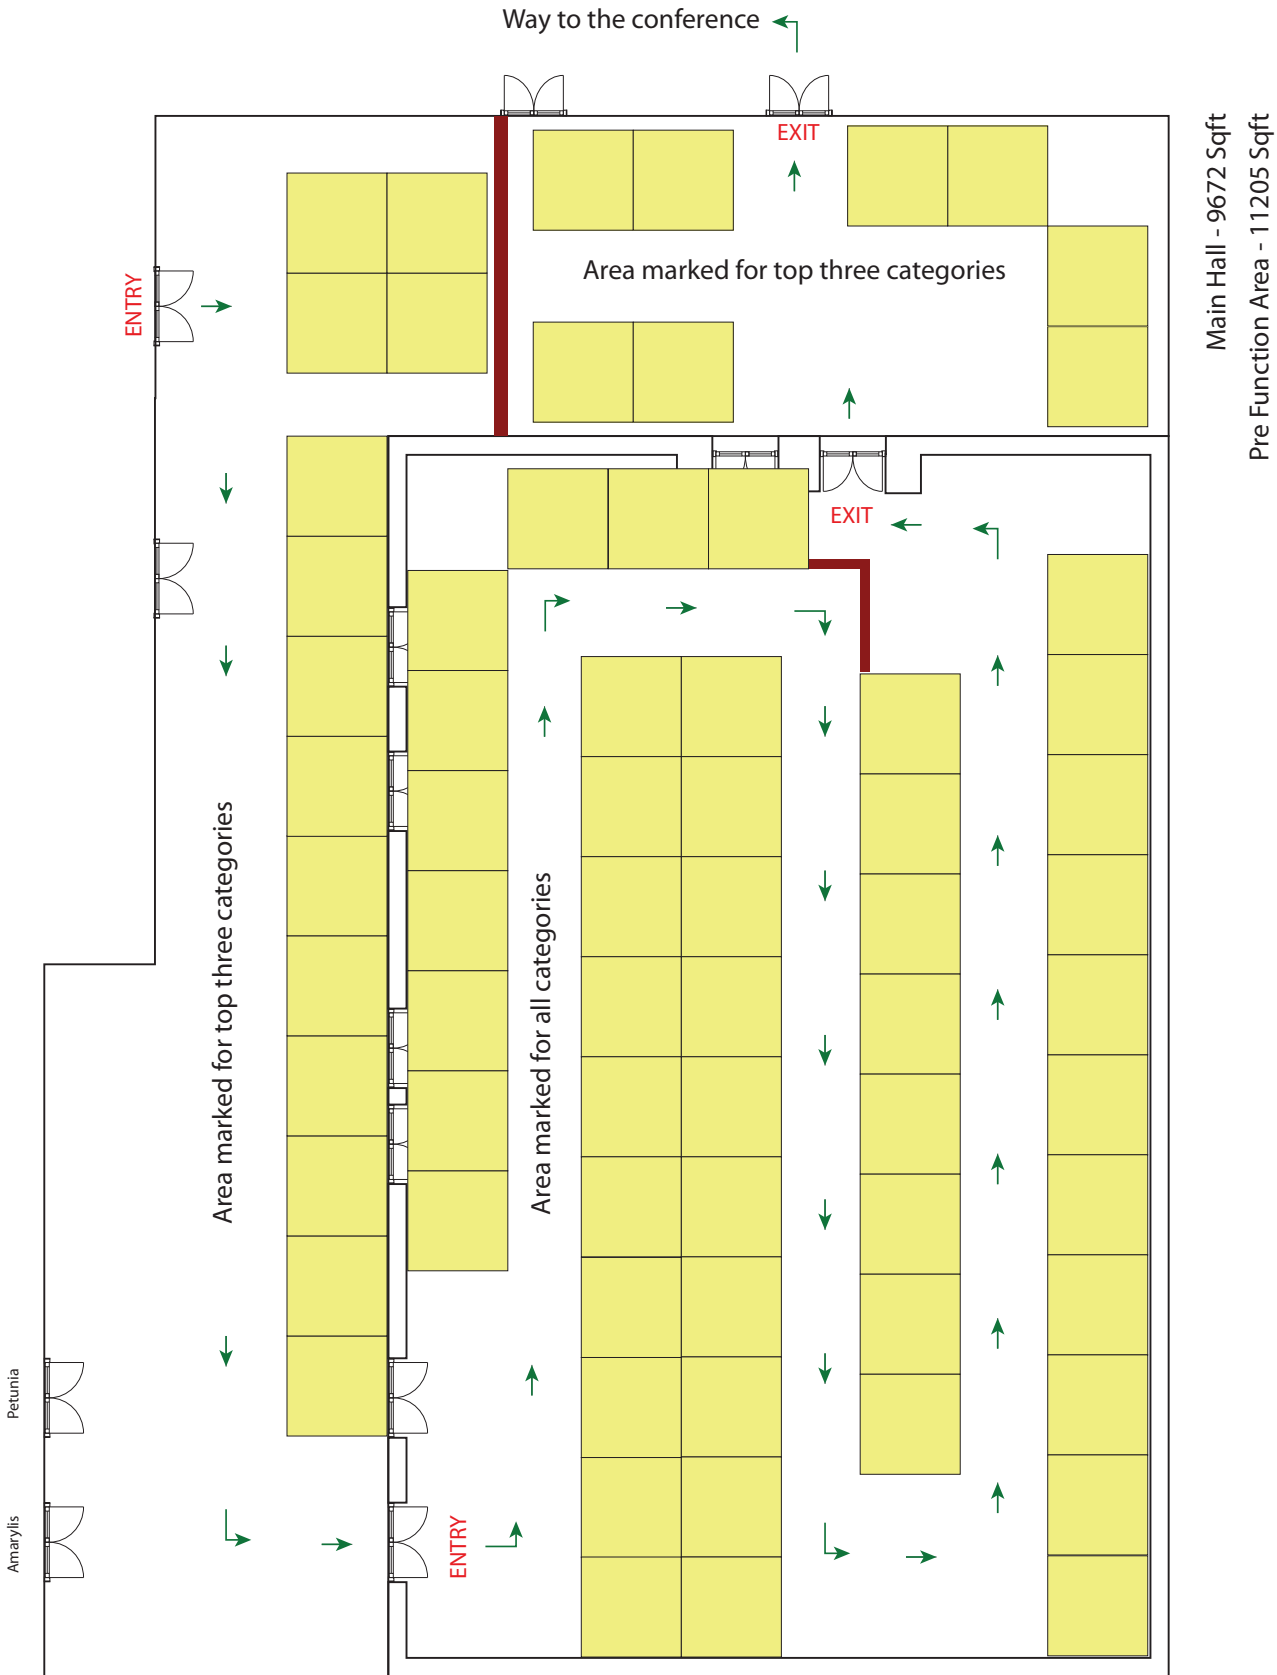 Way to the conference
EXIT
Main Hall - 9672 Sqft
Pre Function Area - 11205 Sqft
ENTRY
Area marked for top three categories
EXIT
Area marked for top three categories
Area marked for all categories
Petunia
Amarylis
ENTRY